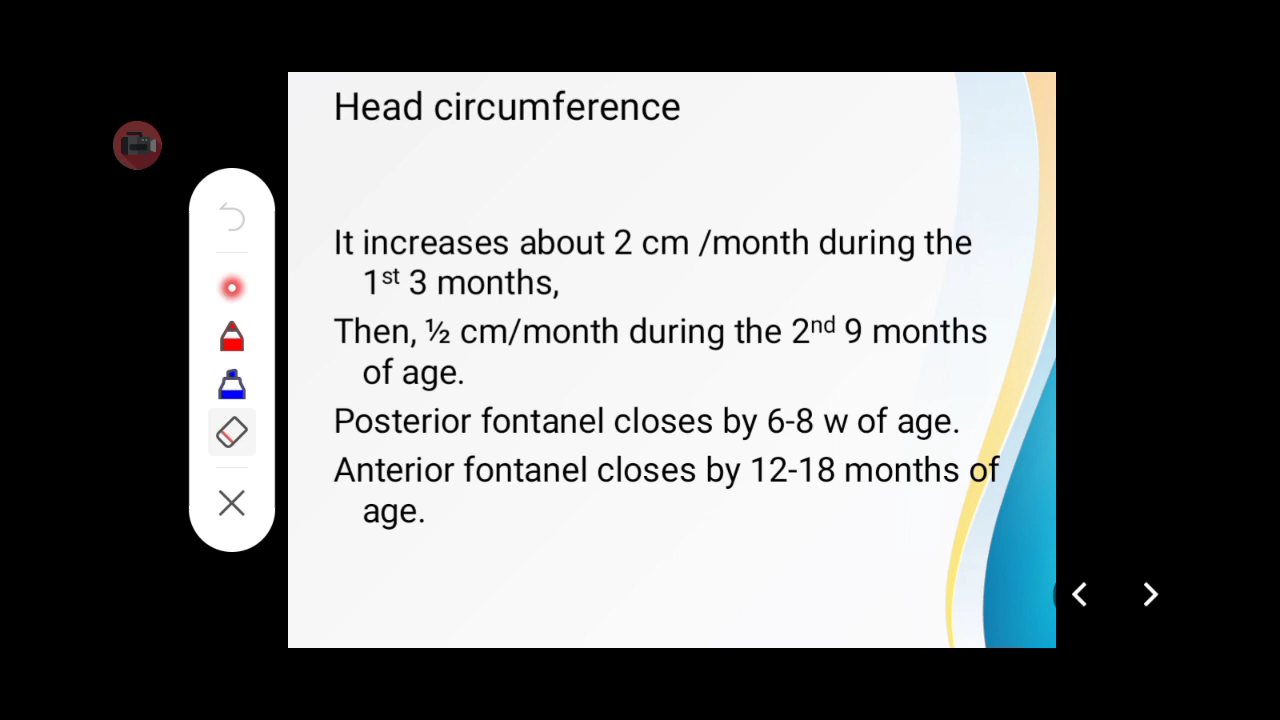 Head circumference
It increases about 2 cm /month during the
1st 3 months,
Then, ½ cm/month during the 2nd 9 months
of age.
Posterior fontanel closes by 6-8 w of age.
Anterior fontanel closes by 12-18 months of
age.